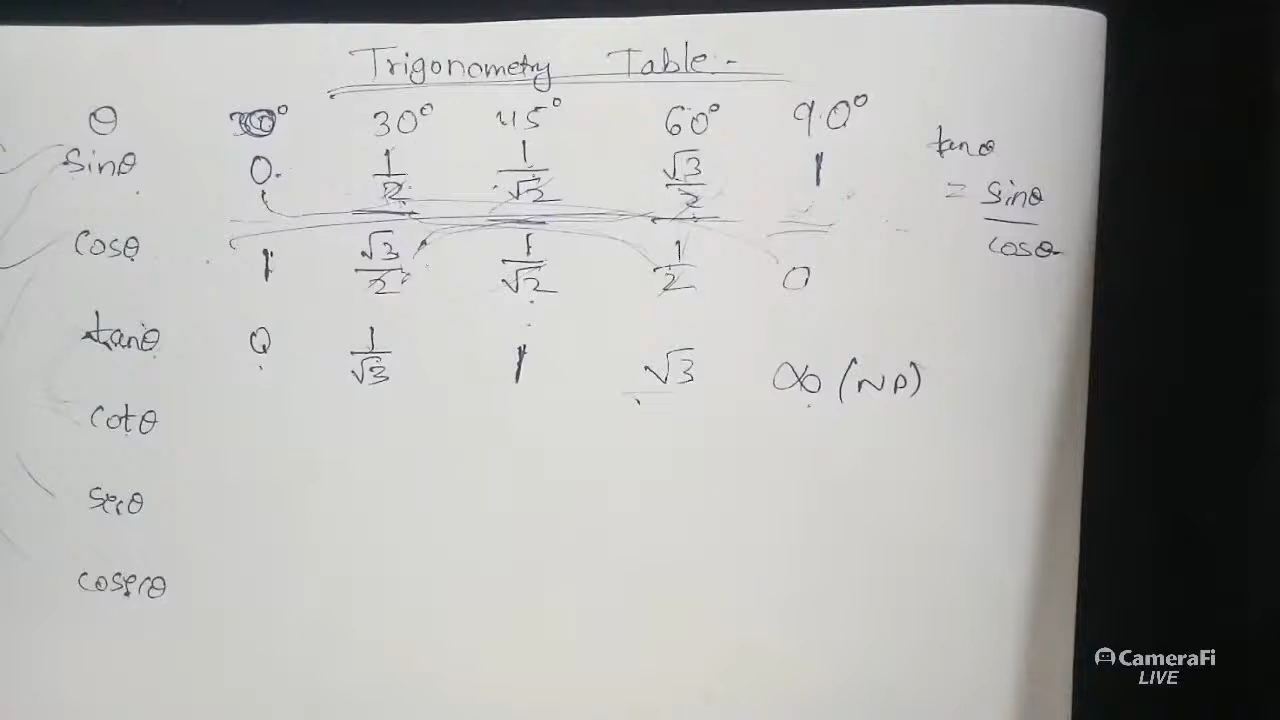 Trigonometry Table:-
θ 0° 30° 45° 60° 90°
sinθ 0 1/2 1/√2 √3/2 1
cosθ 1 √3/2 1/√2 1/2 0
tanθ 0 1/√3 1 √3 ∞ (ND)
cotθ
secθ
cosecθ
tanθ
= sinθ/cosθ
CameraFi
LIVE